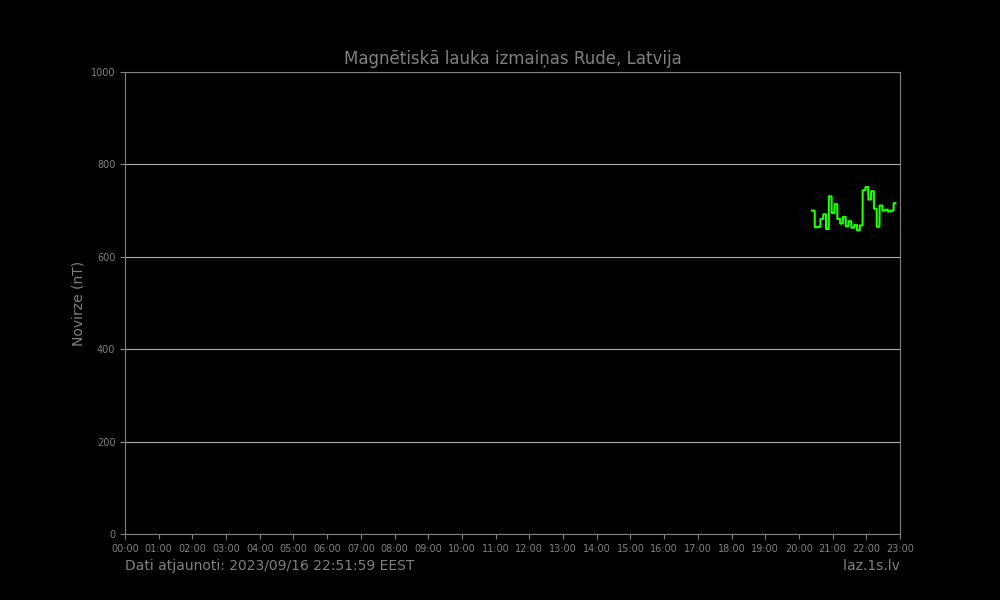 Magnētiskā lauka izmaiņas Rude, Latvija
1000
800
600
400
200
0
Novirze (nT)
00:00 01:00 02:00 03:00 04:00 05:00 06:00 07:00 08:00 09:00 10:00 11:00 12:00 13:00 14:00 15:00 16:00 17:00 18:00 19:00 20:00 21:00 22:00 23:00
Dati atjaunoti: 2023/09/16 22:51:59 EEST
laz.1s.lv